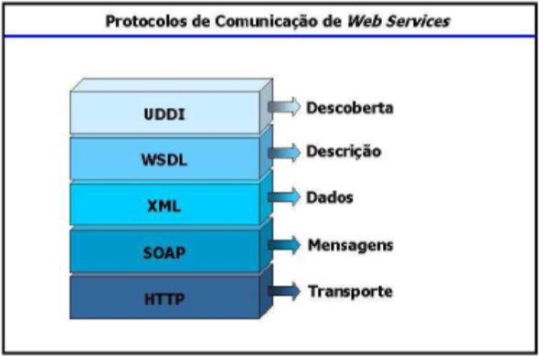 Protocolos de Comunicação de Web Services
UDDI Descoberta
WSDL Descrição
XML Dados
SOAP Mensagens
HTTP Transporte